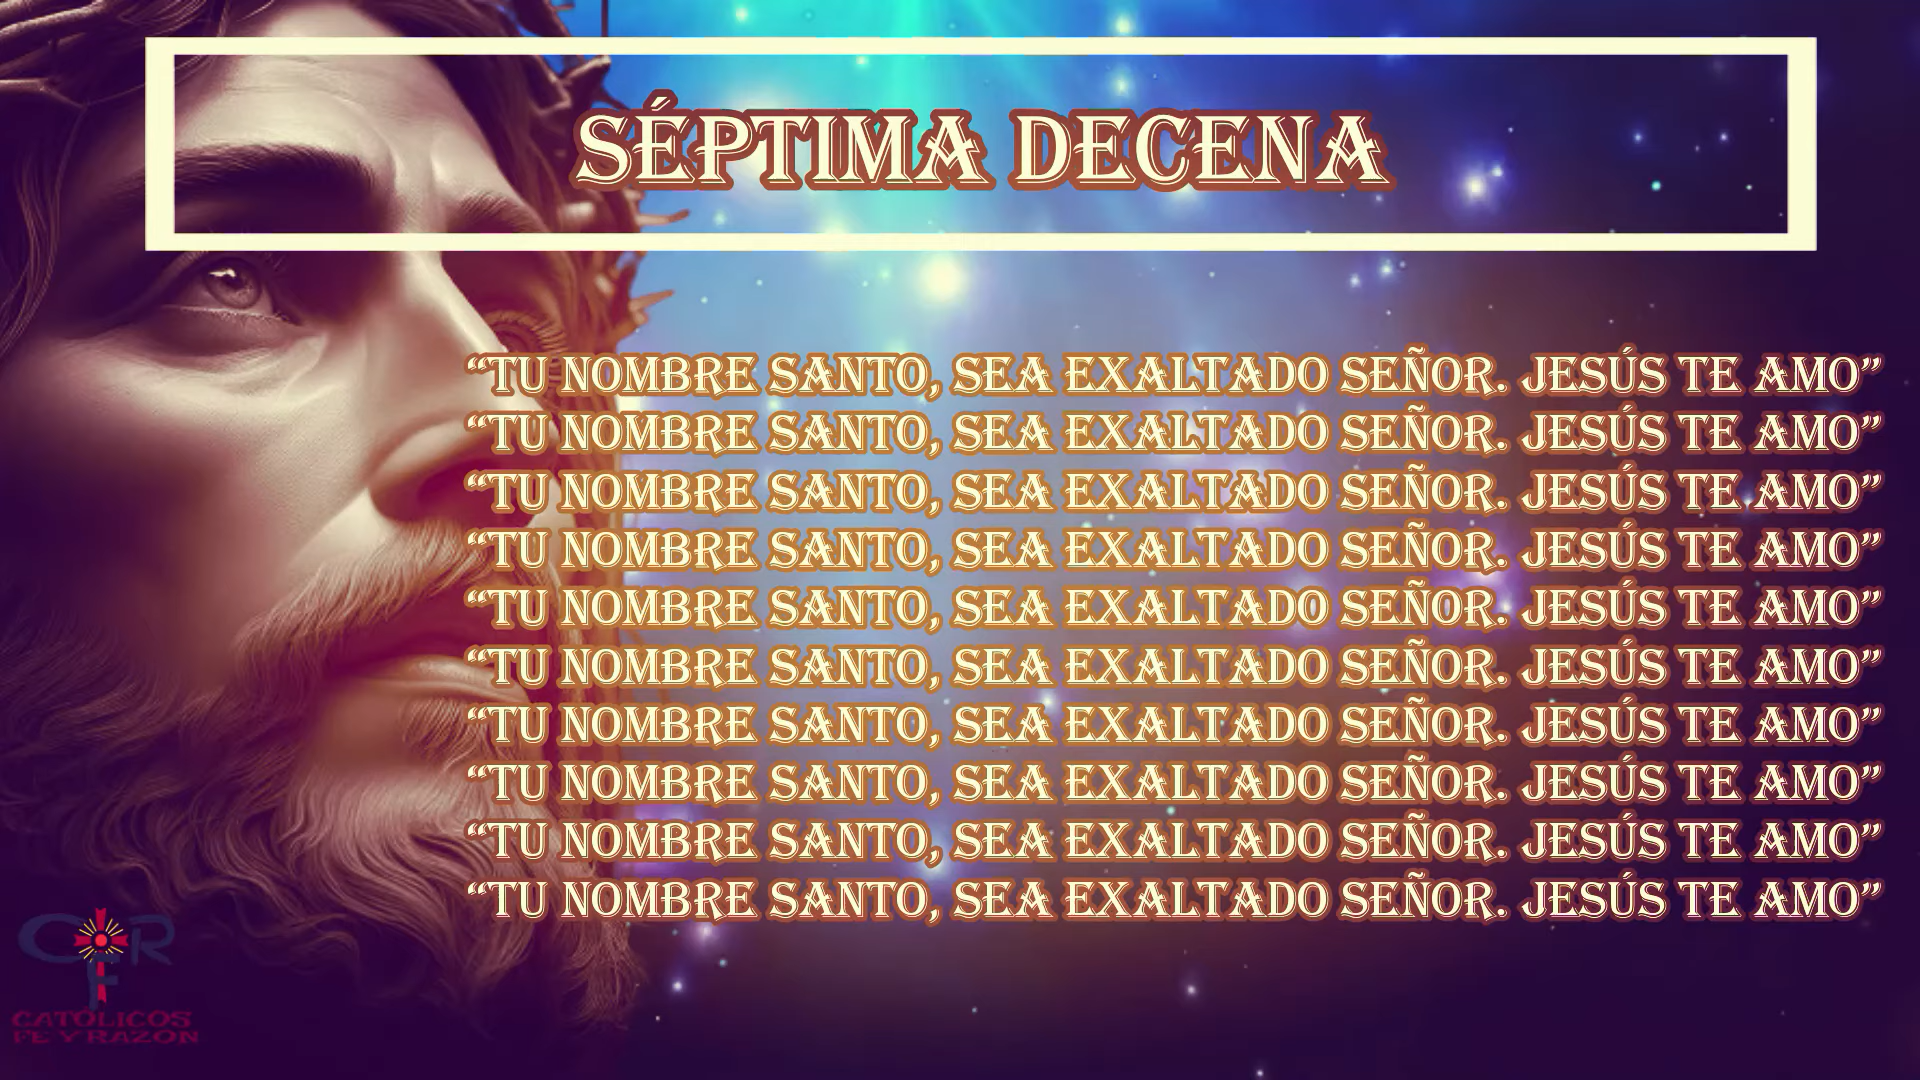 SÉPTIMA DECENA
“TU NOMBRE SANTO, SEA EXALTADO SEÑOR. JESÚS TE AMO”
“TU NOMBRE SANTO, SEA EXALTADO SEÑOR. JESÚS TE AMO”
“TU NOMBRE SANTO, SEA EXALTADO SEÑOR. JESÚS TE AMO”
“TU NOMBRE SANTO, SEA EXALTADO SEÑOR. JESÚS TE AMO”
“TU NOMBRE SANTO, SEA EXALTADO SEÑOR. JESÚS TE AMO”
“TU NOMBRE SANTO, SEA EXALTADO SEÑOR. JESÚS TE AMO”
“TU NOMBRE SANTO, SEA EXALTADO SEÑOR. JESÚS TE AMO”
“TU NOMBRE SANTO, SEA EXALTADO SEÑOR. JESÚS TE AMO”
“TU NOMBRE SANTO, SEA EXALTADO SEÑOR. JESÚS TE AMO”
“TU NOMBRE SANTO, SEA EXALTADO SEÑOR. JESÚS TE AMO”
C R
F
CATÓLICOS
FE Y RAZÓN